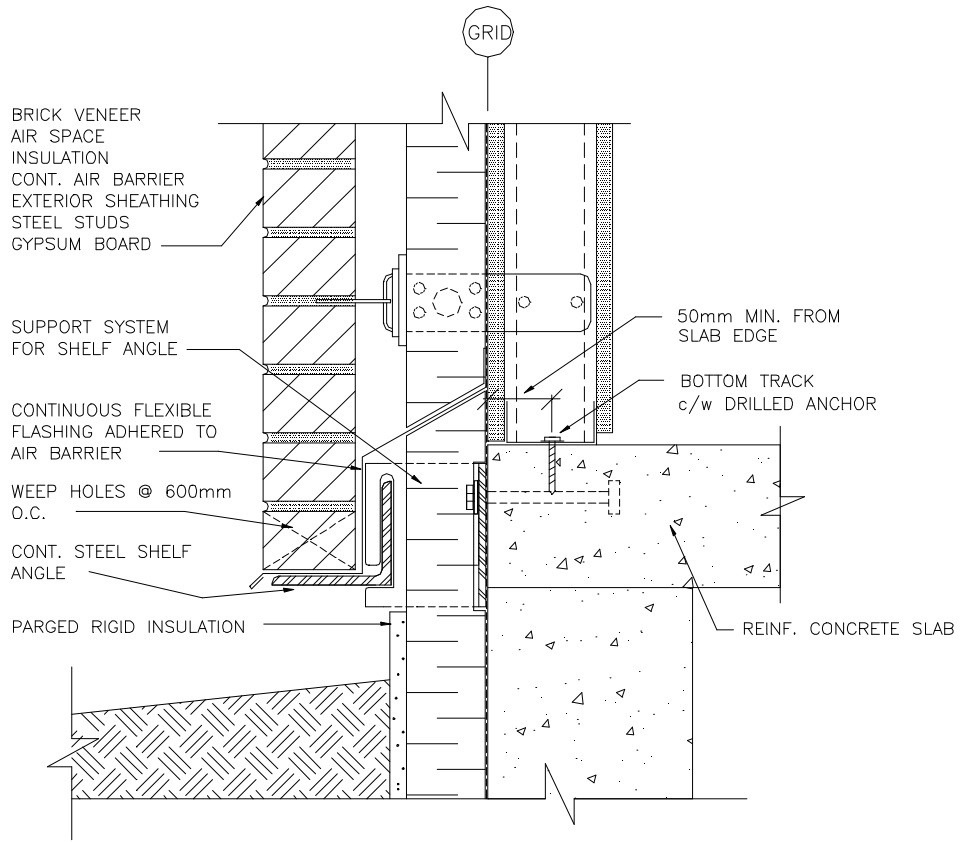 GRID
BRICK VENEER
AIR SPACE
INSULATION
CONT. AIR BARRIER
EXTERIOR SHEATHING
STEEL STUDS
GYPSUM BOARD
SUPPORT SYSTEM
FOR SHELF ANGLE
CONTINUOUS FLEXIBLE
FLASHING ADHERED TO
AIR BARRIER
WEEP HOLES @ 600mm
O.C.
CONT. STEEL SHELF
ANGLE
PARGED RIGID INSULATION
50mm MIN. FROM
SLAB EDGE
BOTTOM TRACK
c/w DRILLED ANCHOR
REINF. CONCRETE SLAB